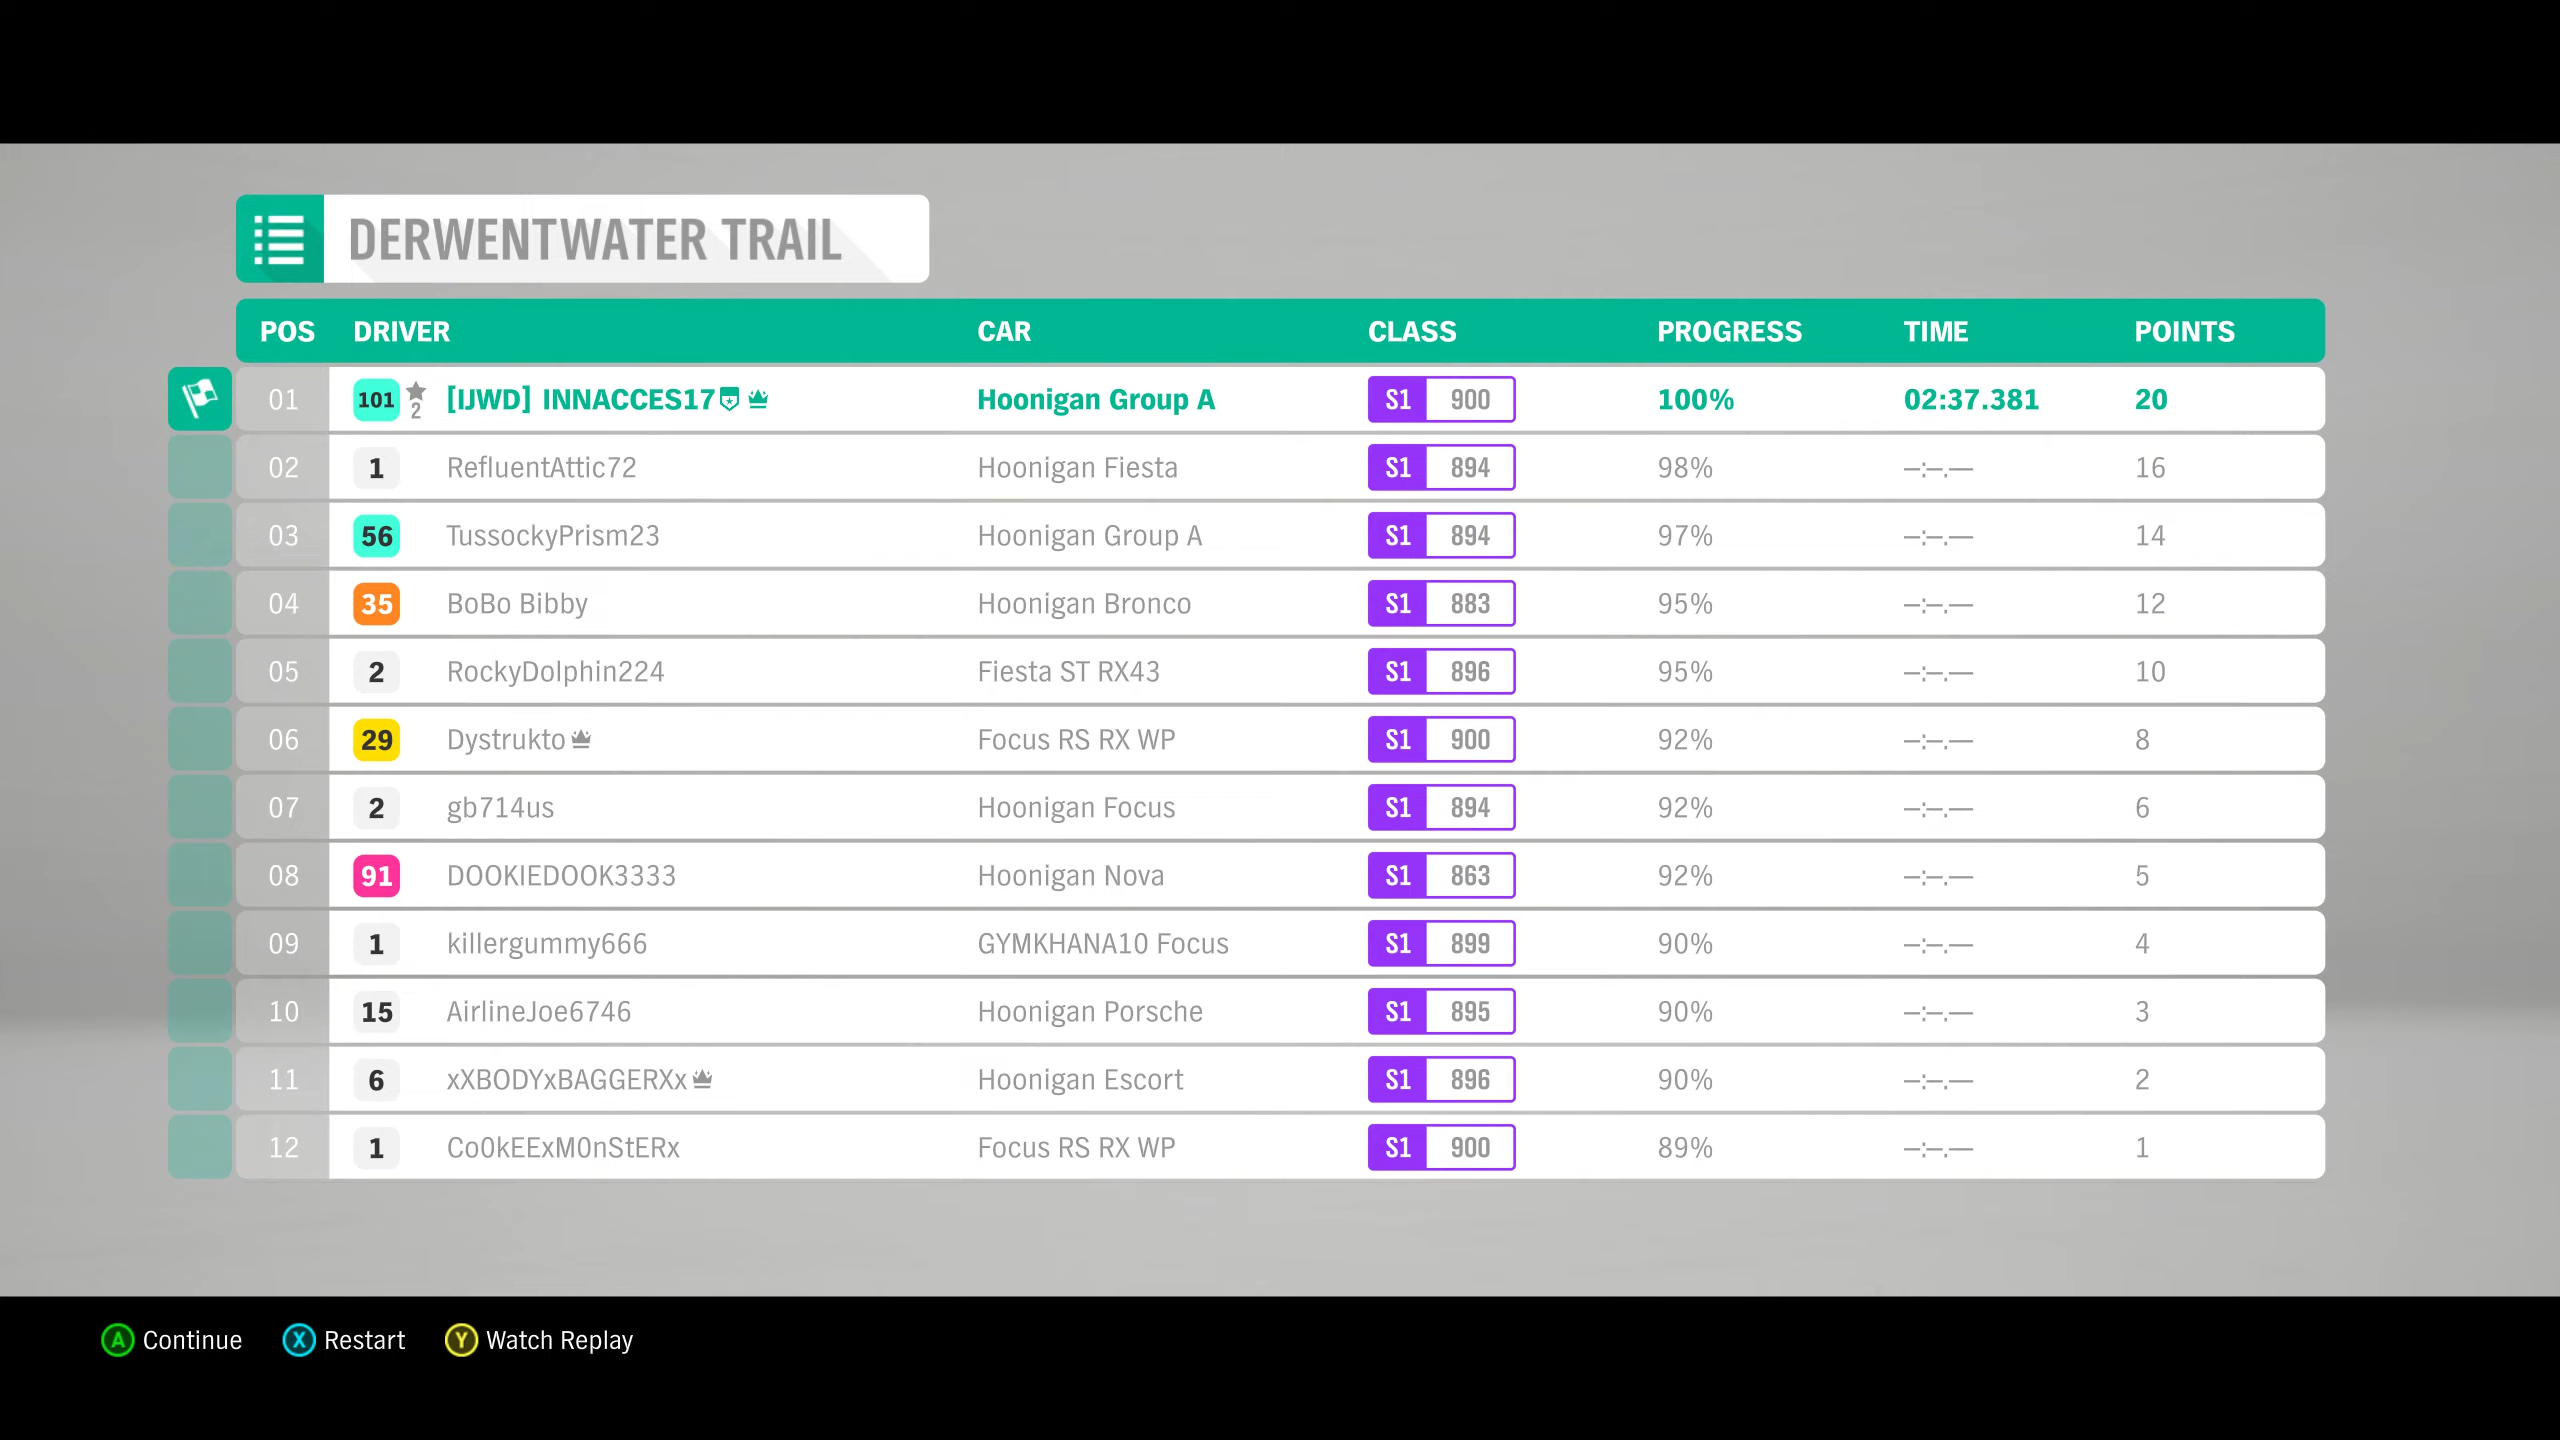 DERWENTWATER TRAIL
POS DRIVER CAR CLASS PROGRESS TIME POINTS
01 101 2 [IJWD] INNACCES17 Hoonigan Group A S1 900 100% 02:37.381 20
02 1 RefluentAttic72 Hoonigan Fiesta S1 894 98% --:--.--- 16
03 56 TussockyPrism23 Hoonigan Group A S1 894 97% --:--.--- 14
04 35 BoBo Bibby Hoonigan Bronco S1 883 95% --:--.--- 12
05 2 RockyDolphin224 Fiesta ST RX43 S1 896 95% --:--.--- 10
06 29 Dystrukto Focus RS RX WP S1 900 92% --:--.--- 8
07 2 gb714us Hoonigan Focus S1 894 92% --:--.--- 6
08 91 DOOKIEDOOK3333 Hoonigan Nova S1 863 92% --:--.--- 5
09 1 killergummy666 GYMKHANA10 Focus S1 899 90% --:--.--- 4
10 15 AirlineJoe6746 Hoonigan Porsche S1 895 90% --:--.--- 3
11 6 xXBODYxBAGGERXx Hoonigan Escort S1 896 90% --:--.--- 2
12 1 Co0kEExM0nStERx Focus RS RX WP S1 900 89% --:--.--- 1
A Continue X Restart Y Watch Replay